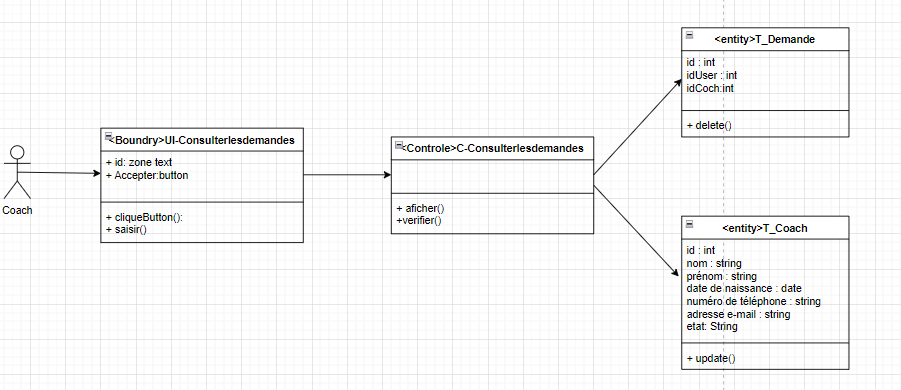 Coach
<Boundry>UI-Consulterlesdemandes
+ id: zone text
+ Accepter:button
+ cliqueButton():
+ saisir()
<Controle>C-Consulterlesdemandes
+ aficher()
+verifier()
<entity>T_Demande
id : int
idUser : int
idCoch:int
+ delete()
<entity>T_Coach
id : int
nom : string
prénom : string
date de naissance : date
numéro de téléphone : string
adresse e-mail : string
etat: String
+ update()